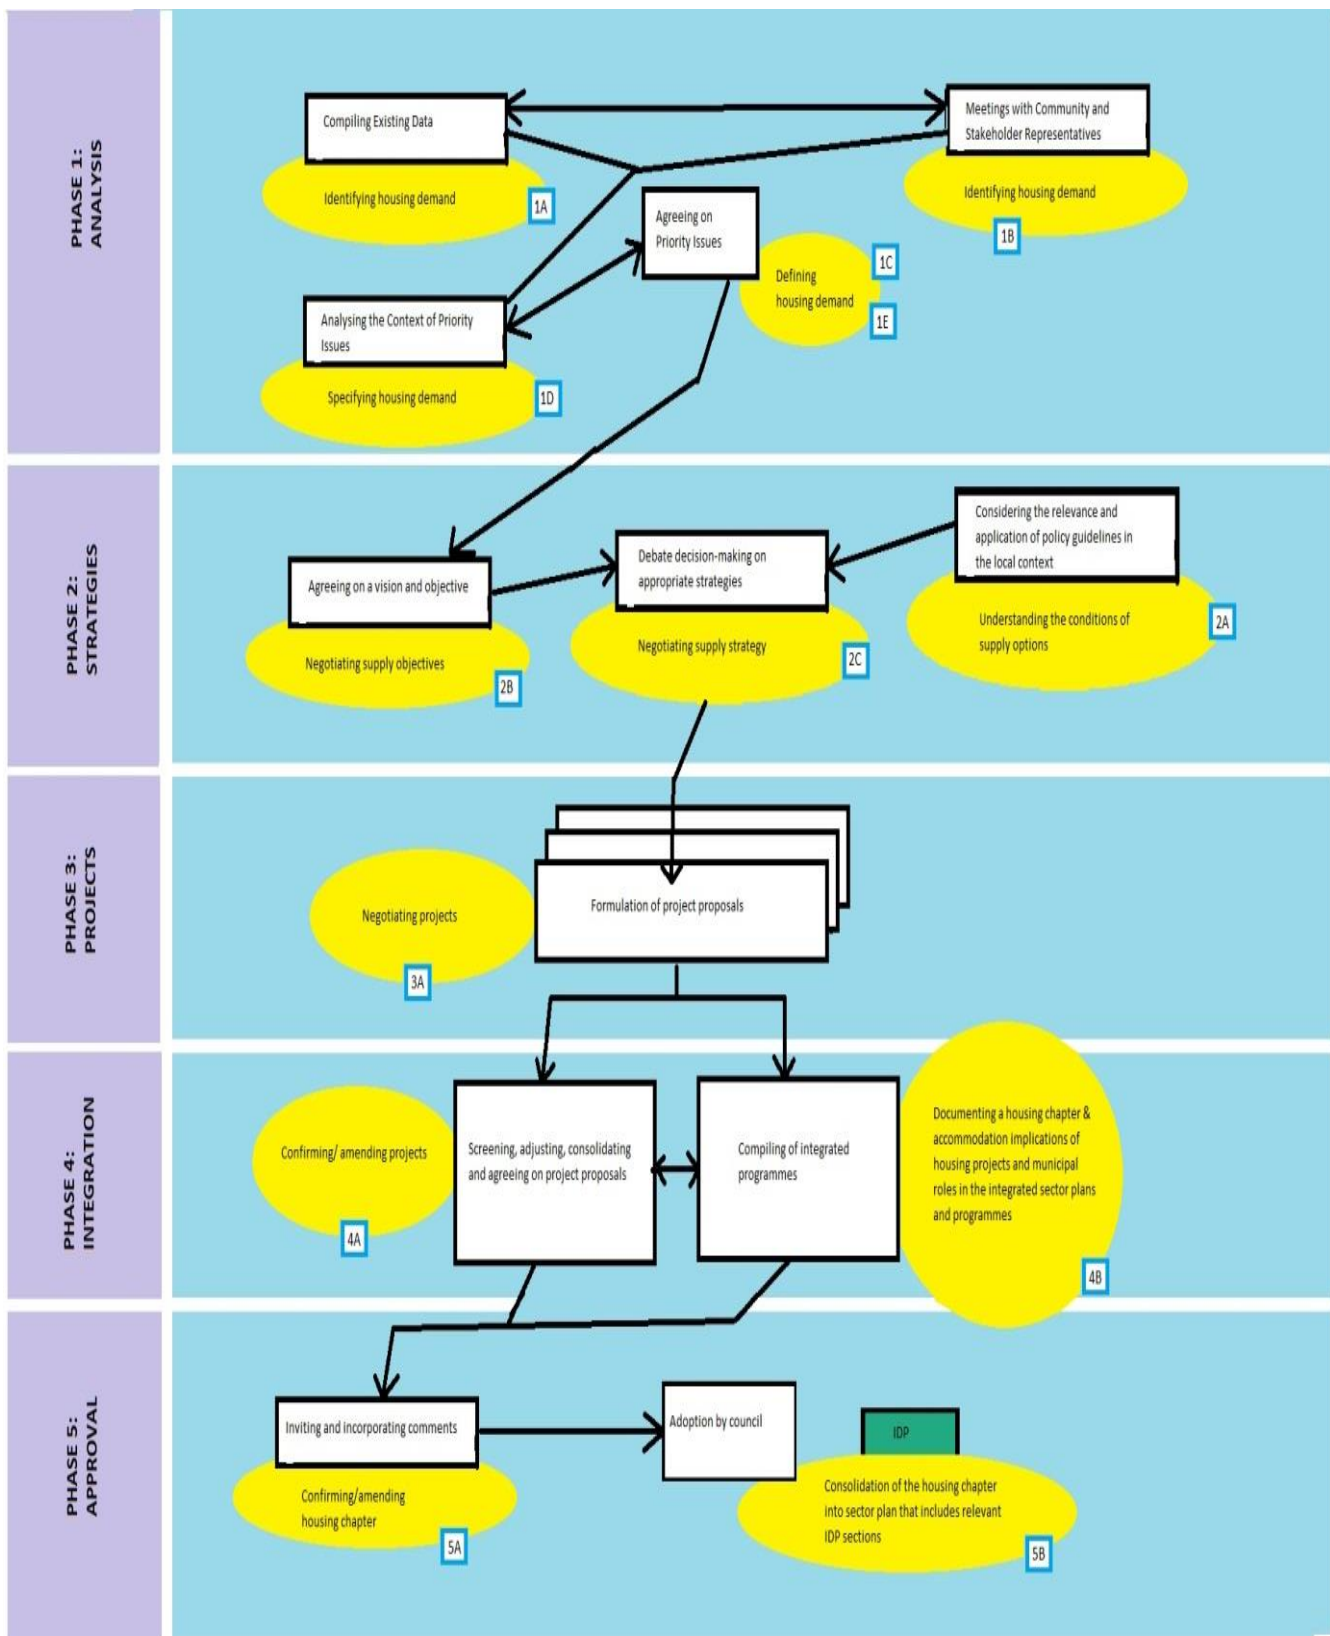 PHASE 1:
ANALYSIS
Compiling Existing Data
Identifying housing demand
1A
Meetings with Community and
Stakeholder Representatives
Identifying housing demand
1B
Agreeing on
Priority Issues
Defining
housing demand
1C
1E
Analysing the Context of Priority
Issues
Specifying housing demand
1D
PHASE 2:
STRATEGIES
Agreeing on a vision and objective
Negotiating supply objectives
2B
Debate decision-making on
appropriate strategies
Negotiating supply strategy
2C
Considering the relevance and
application of policy guidelines in
the local context
Understanding the conditions of
supply options
2A
PHASE 3:
PROJECTS
Negotiating projects
3A
Formulation of project proposals
PHASE 4:
INTEGRATION
Confirming/ amending projects
4A
Screening, adjusting, consolidating
and agreeing on project proposals
Compiling of integrated
programmes
Documenting a housing chapter &
accommodation implications of
housing projects and municipal
roles in the integrated sector plans
and programmes
4B
PHASE 5:
APPROVAL
Inviting and incorporating comments
Confirming/amending
housing chapter
5A
Adoption by council
IDP
Consolidation of the housing chapter
into sector plan that includes relevant
IDP sections
5B